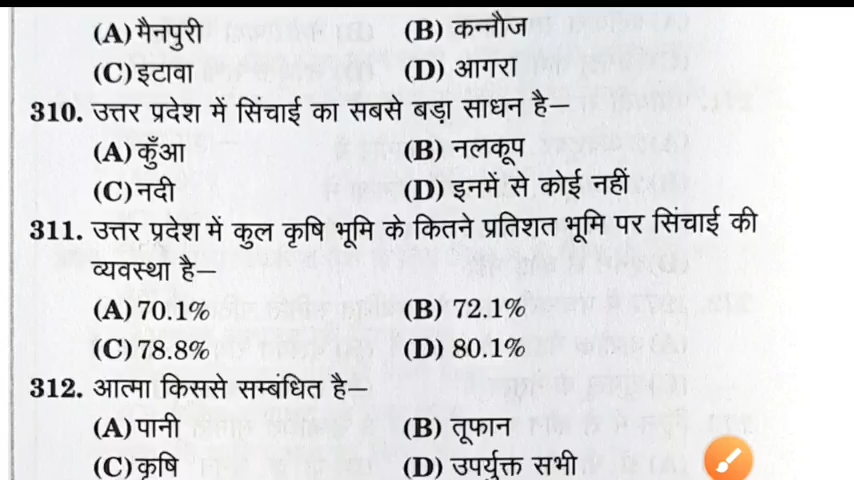 (A) मैनपुरी (B) कन्नौज
(C) इटावा (D) आगरा
310. उत्तर प्रदेश में सिंचाई का सबसे बड़ा साधन है–
(A) कुँआ (B) नलकूप
(C) नदी (D) इनमें से कोई नहीं
311. उत्तर प्रदेश में कुल कृषि भूमि के कितने प्रतिशत भूमि पर सिंचाई की
व्यवस्था है–
(A) 70.1% (B) 72.1%
(C) 78.8% (D) 80.1%
312. आत्मा किससे सम्बंधित है–
(A) पानी (B) तूफान
(C) कृषि (D) उपर्युक्त सभी